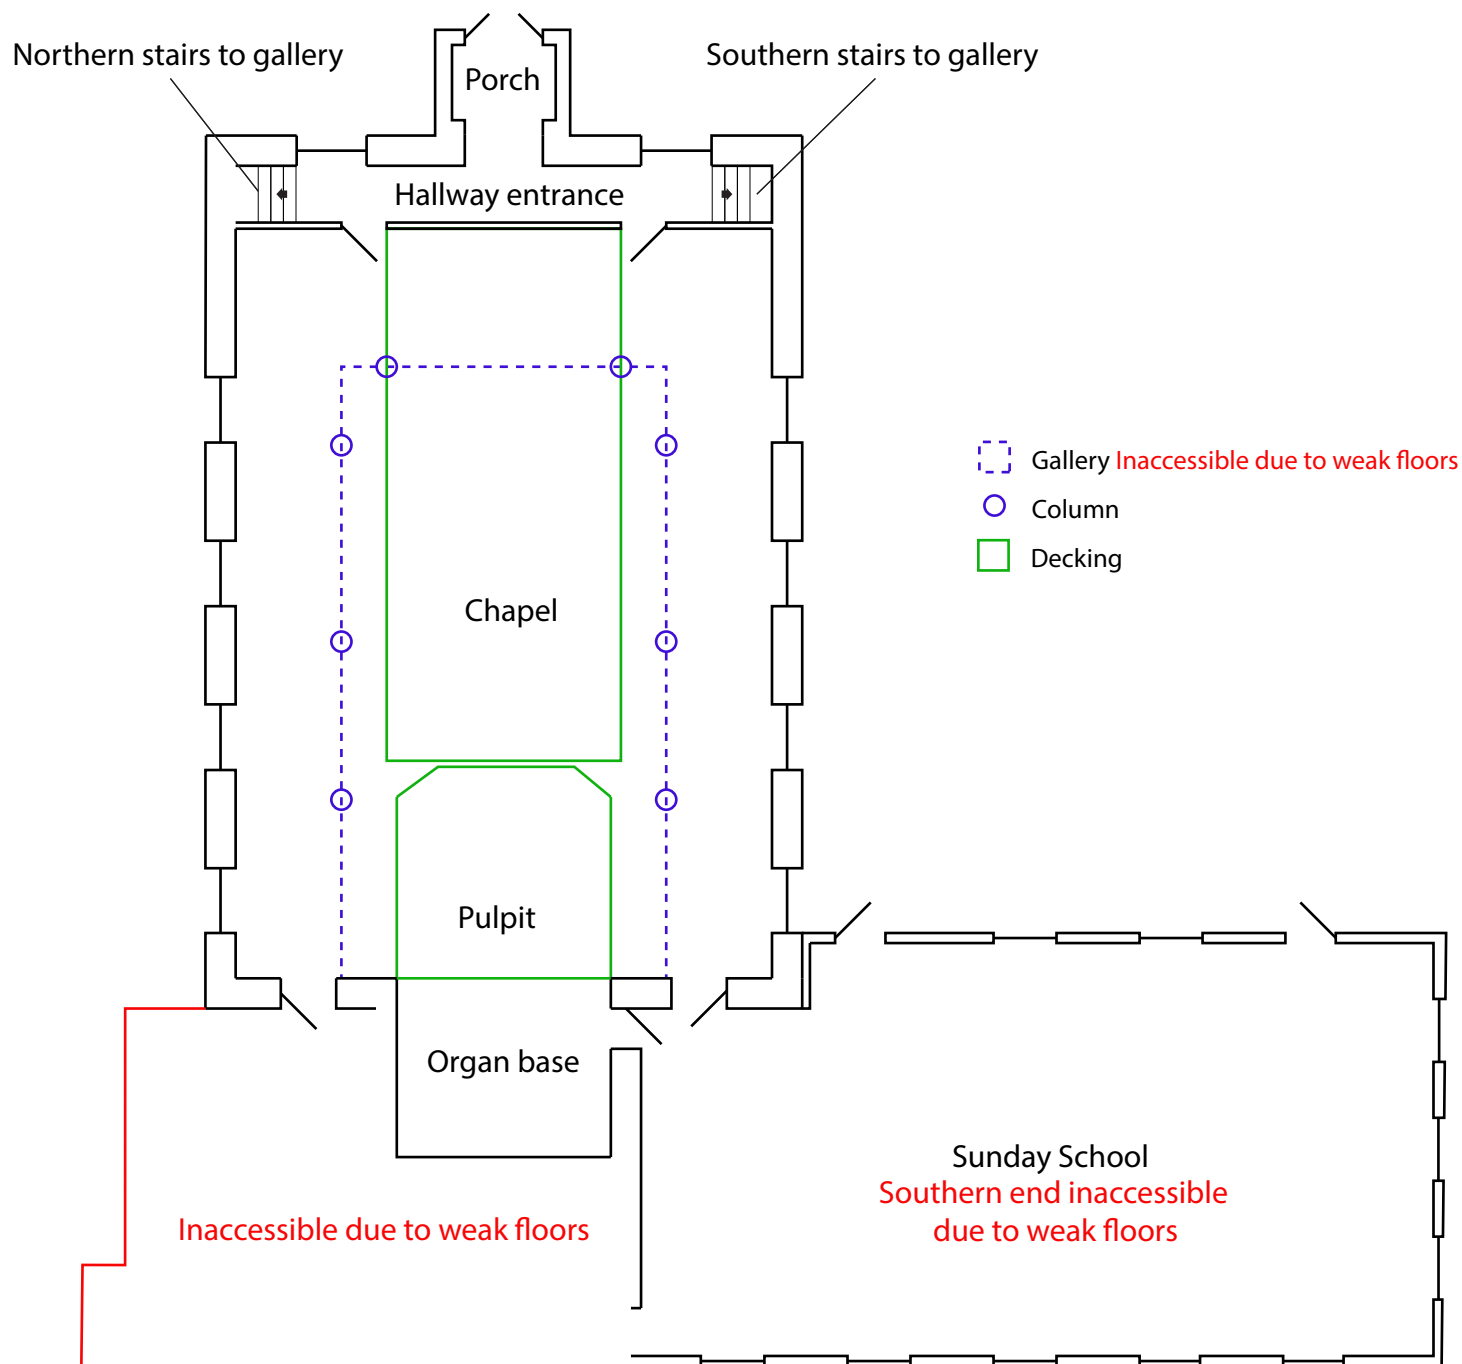 Northern stairs to gallery
Southern stairs to gallery
Porch
Hallway entrance
Gallery Inaccessible due to weak floors
Column
Decking
Chapel
Pulpit
Organ base
Sunday School
Southern end inaccessible
due to weak floors
Inaccessible due to weak floors